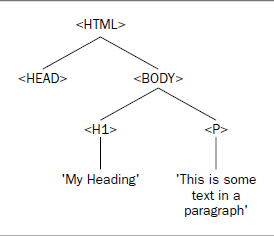 <HTML>
<HEAD> <BODY>
<H1> <P>
'My Heading' 'This is some
text in a
paragraph'